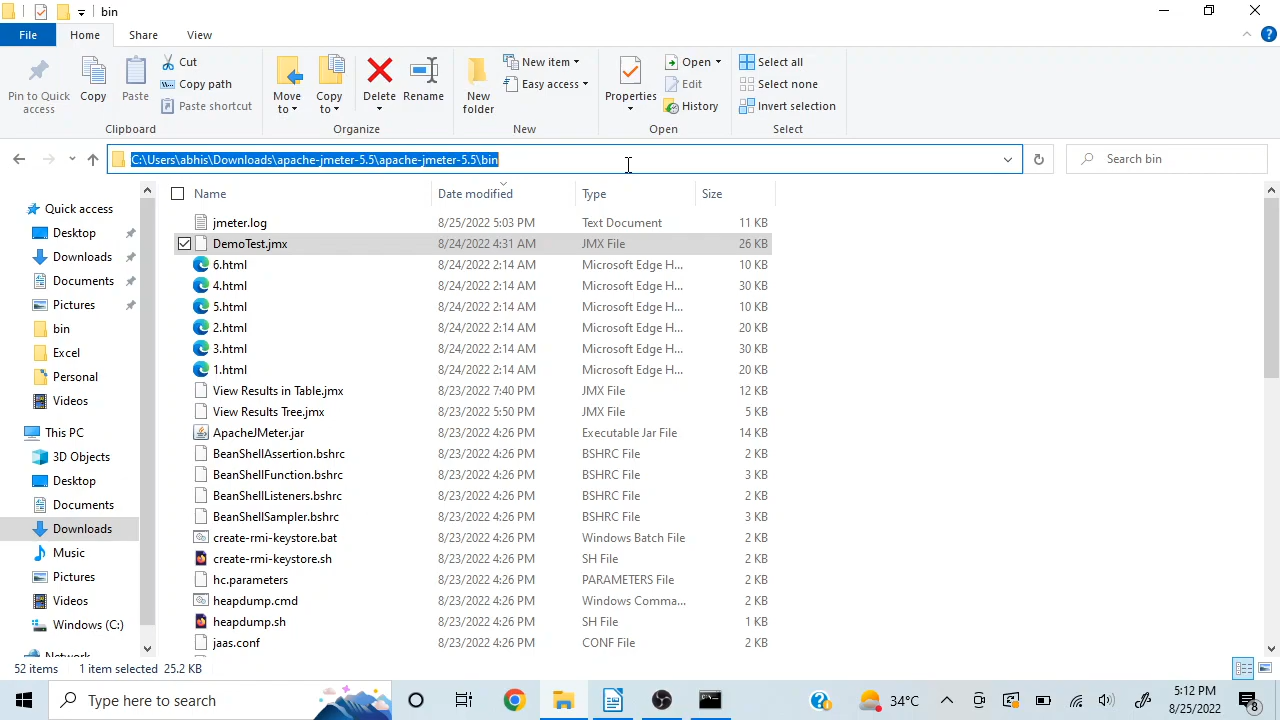 bin
File Home Share View
Pin to Quick access
Copy
Paste
Cut
Copy path
Paste shortcut
Clipboard
Move to
Copy to
Delete
Rename
Organize
New folder
New item
Easy access
New
Properties
Open
Edit
History
Open
Select all
Select none
Invert selection
Select
C:\Users\abhis\Downloads\apache-jmeter-5.5\apache-jmeter-5.5\bin
Search bin
Quick access
Desktop
Downloads
Documents
Pictures
bin
Excel
Personal
Videos
This PC
3D Objects
Desktop
Documents
Downloads
Music
Pictures
Videos
Windows (C:)
Network
Name Date modified Type Size
jmeter.log 8/25/2022 5:03 PM Text Document 11 KB
DemoTest.jmx 8/24/2022 4:31 AM JMX File 26 KB
6.html 8/24/2022 2:14 AM Microsoft Edge H... 10 KB
4.html 8/24/2022 2:14 AM Microsoft Edge H... 30 KB
5.html 8/24/2022 2:14 AM Microsoft Edge H... 10 KB
2.html 8/24/2022 2:14 AM Microsoft Edge H... 20 KB
3.html 8/24/2022 2:14 AM Microsoft Edge H... 30 KB
1.html 8/24/2022 2:14 AM Microsoft Edge H... 20 KB
View Results in Table.jmx 8/23/2022 7:40 PM JMX File 12 KB
View Results Tree.jmx 8/23/2022 5:50 PM JMX File 5 KB
ApacheJMeter.jar 8/23/2022 4:26 PM Executable Jar File 14 KB
BeanShellAssertion.bshrc 8/23/2022 4:26 PM BSHRC File 2 KB
BeanShellFunction.bshrc 8/23/2022 4:26 PM BSHRC File 3 KB
BeanShellListeners.bshrc 8/23/2022 4:26 PM BSHRC File 2 KB
BeanShellSampler.bshrc 8/23/2022 4:26 PM BSHRC File 3 KB
create-rmi-keystore.bat 8/23/2022 4:26 PM Windows Batch File 2 KB
create-rmi-keystore.sh 8/23/2022 4:26 PM SH File 2 KB
hc.parameters 8/23/2022 4:26 PM PARAMETERS File 2 KB
heapdump.cmd 8/23/2022 4:26 PM Windows Comma... 2 KB
heapdump.sh 8/23/2022 4:26 PM SH File 1 KB
jaas.conf 8/23/2022 4:26 PM CONF File 2 KB
52 items 1 item selected 25.2 KB
Type here to search
34°C
5:12 PM
8/25/2022
8